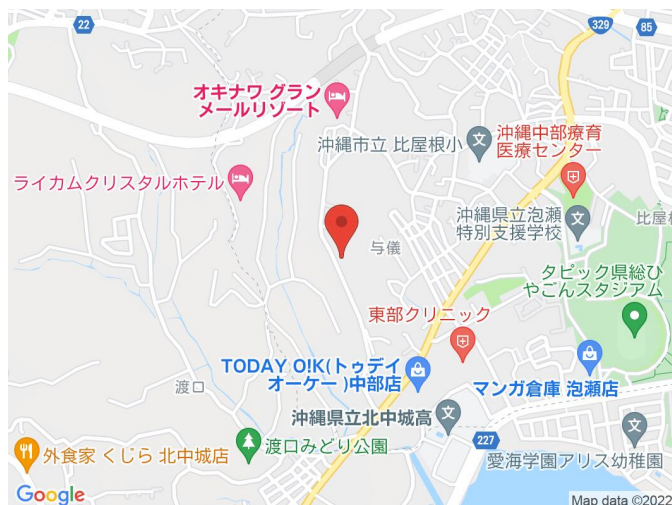 22
329
85
オキナワ グラン
メールリゾート
沖縄市立 比屋根小
沖縄中部療育
医療センター
ライカムクリスタルホテル
沖縄県立泡瀬
特別支援学校
与儀
タピック県総ひ
やごんスタジアム
東部クリニック
TODAY O!K(トゥデイ
オーケー )中部店
マンガ倉庫 泡瀬店
渡口
沖縄県立北中城高
227
外食家 くじら 北中城店
渡口みどり公園
愛海学園アリス幼稚園
Google
Map data ©2022